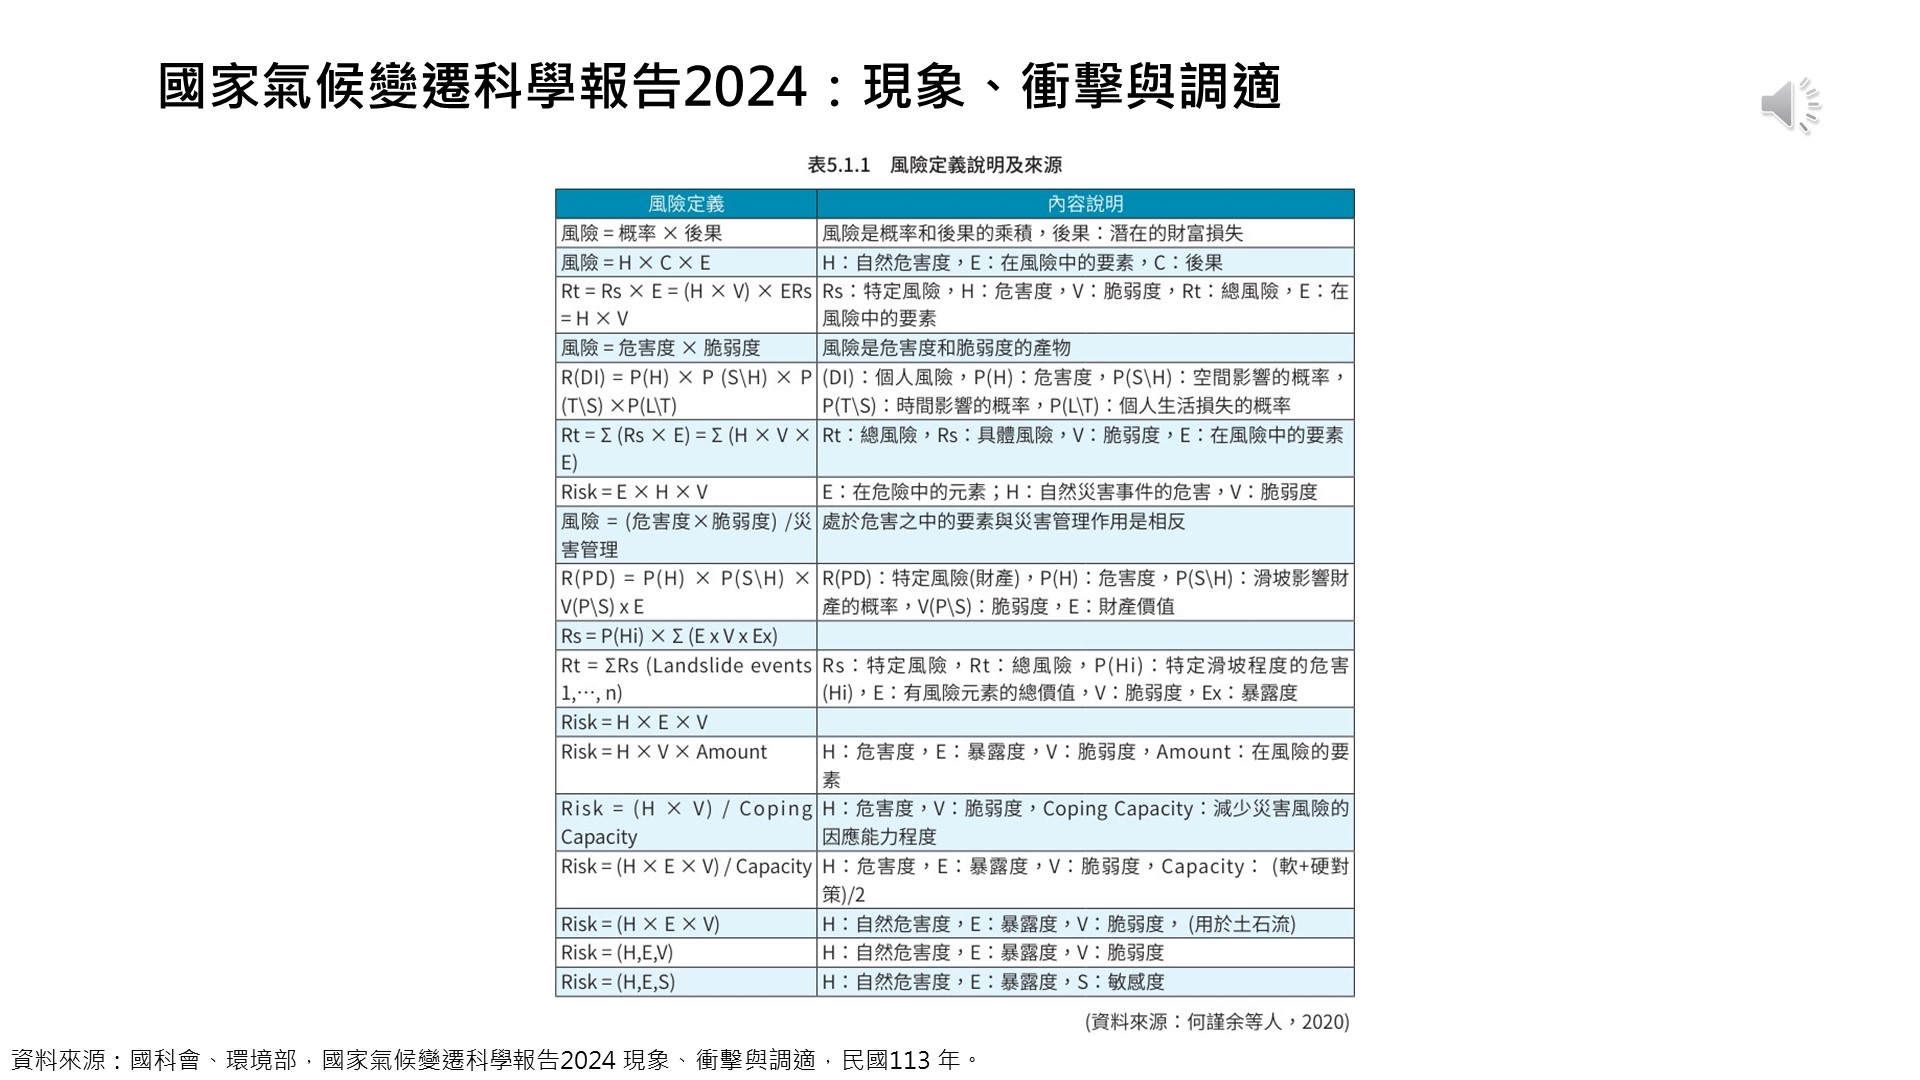 國家氣候變遷科學報告2024：現象、衝擊與調適
表5.1.1　風險定義說明及來源
風險定義
內容說明
風險 = 概率 × 後果
風險是概率和後果的乘積，後果：潛在的財富損失
風險 = H × C × E
H：自然危害度，E：在風險中的要素，C：後果
Rt = Rs × E = (H × V) × ERs
= H × V
Rs：特定風險，H：危害度，V：脆弱度，Rt：總風險，E：在
風險中的要素
風險 = 危害度 × 脆弱度
風險是危害度和脆弱度的產物
R(DI) = P(H) × P (S\H) × P
(T\S) ×P(L\T)
(DI)：個人風險，P(H)：危害度，P(S\H)：空間影響的概率，
P(T\S)：時間影響的概率，P(L\T)：個人生活損失的概率
Rt = Σ (Rs × E) = Σ (H × V ×
E)
Rt：總風險，Rs：具體風險，V：脆弱度，E：在風險中的要素
Risk = E × H × V
E：在危險中的元素；H：自然災害事件的危害，V：脆弱度
風險 = (危害度×脆弱度) /災
害管理
處於危害之中的要素與災害管理作用是相反
R(PD) = P(H) × P(S\H) ×
V(P\S) x E
R(PD)：特定風險(財產)，P(H)：危害度，P(S\H)：滑坡影響財
產的概率，V(P\S)：脆弱度，E：財產價值
Rs = P(Hi) × Σ (E x V x Ex)
Rt = ΣRs (Landslide events
1,…, n)
Rs：特定風險，Rt：總風險，P(Hi)：特定滑坡程度的危害
(Hi)，E：有風險元素的總價值，V：脆弱度，Ex：暴露度
Risk = H × E × V
Risk = H × V × Amount
H：危害度，E：暴露度，V：脆弱度，Amount：在風險的要
素
Risk = (H × V) / Coping
Capacity
H：危害度，V：脆弱度，Coping Capacity：減少災害風險的
因應能力程度
Risk = (H × E × V) / Capacity
H：危害度，E：暴露度，V：脆弱度，Capacity： (軟+硬對
策)/2
Risk = (H × E × V)
H：自然危害度，E：暴露度，V：脆弱度， (用於土石流)
Risk = (H,E,V)
H：自然危害度，E：暴露度，V：脆弱度
Risk = (H,E,S)
H：自然危害度，E：暴露度，S：敏感度
(資料來源：何謹余等人，2020)
資料來源：國科會、環境部，國家氣候變遷科學報告2024 現象、衝擊與調適，民國113 年。